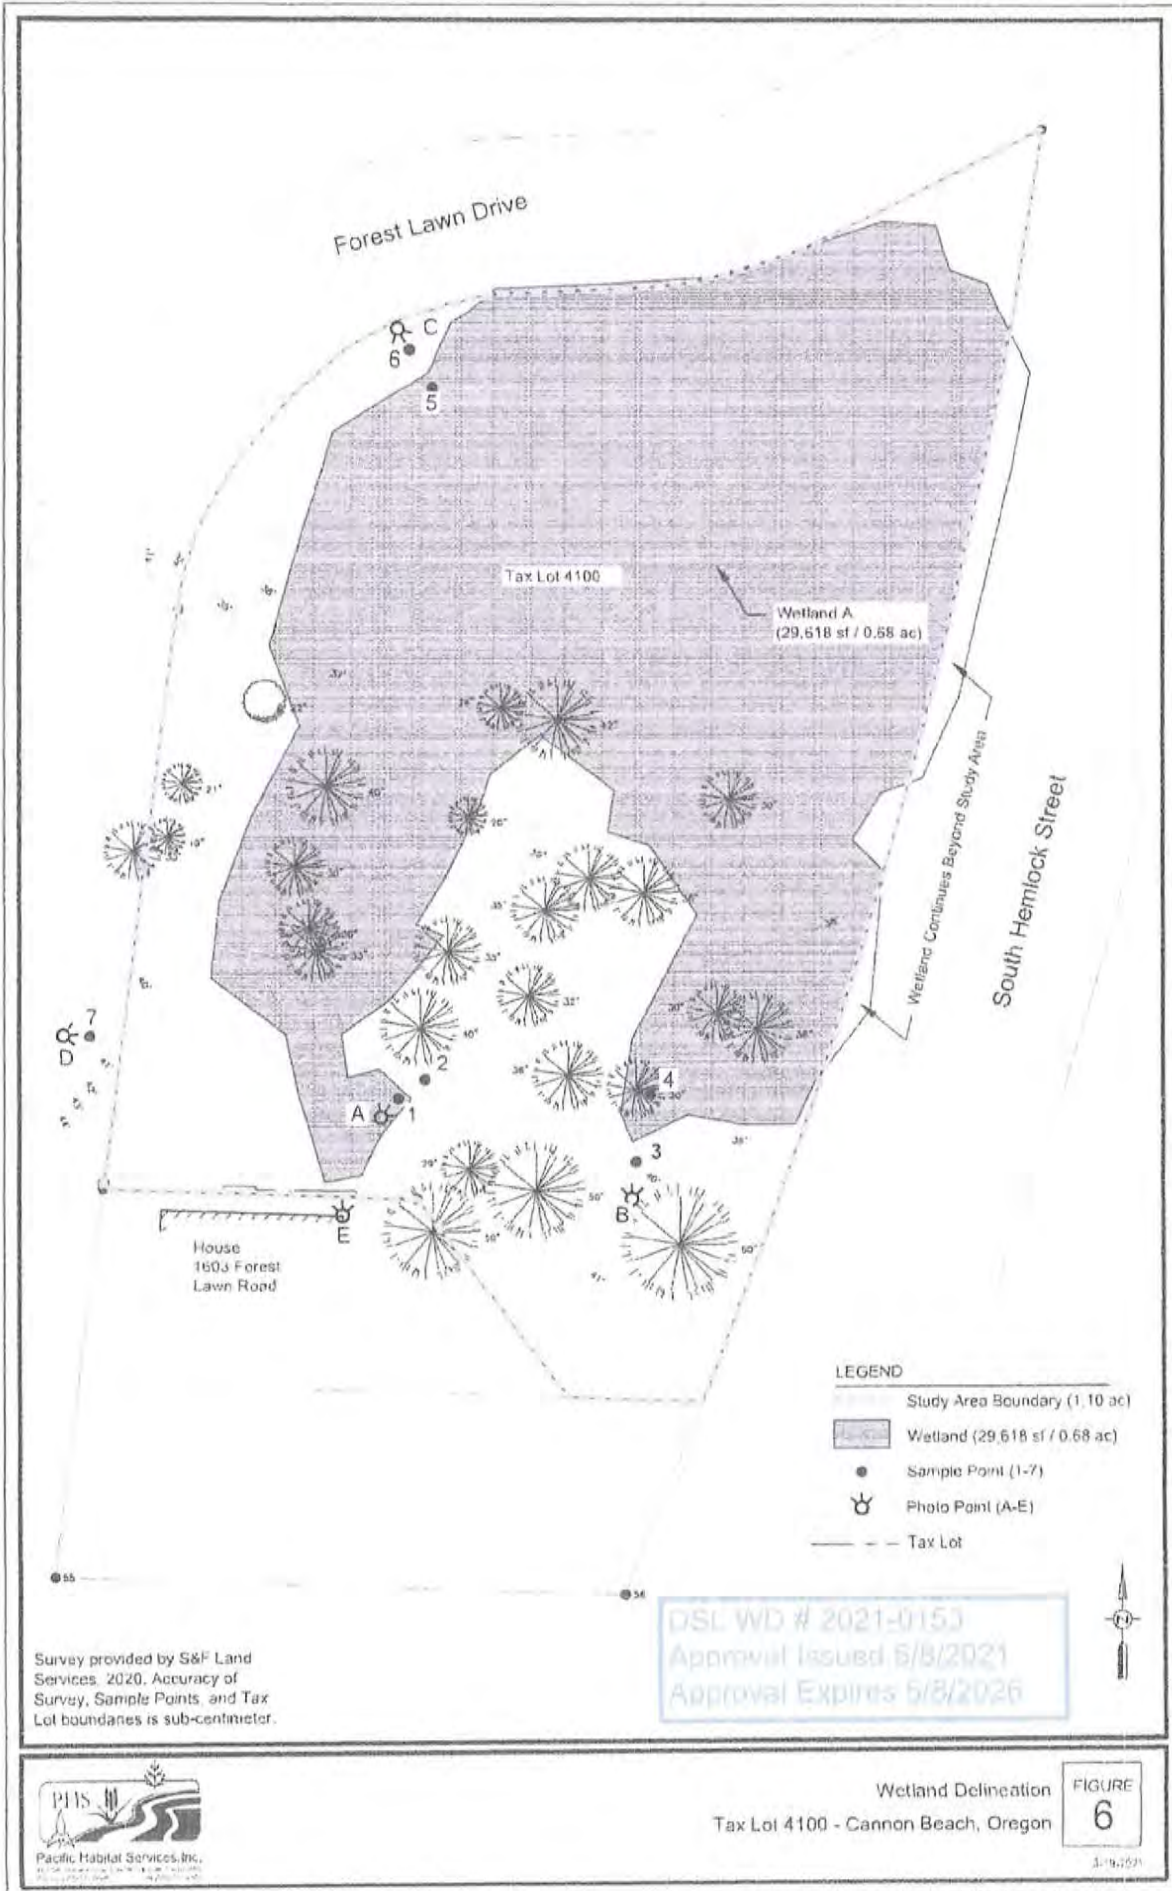 Forest Lawn Drive
C
6
5
Tax Lot 4100
Wetland A
(29,618 sf / 0.68 ac)
Wetland Continues Beyond Study Area
South Hemlock Street
7
D
2
A
1
4
3
B
E
50"
House
1603 Forest
Lawn Road
LEGEND
Study Area Boundary (1.10 ac)
Wetland (29,618 sf / 0.68 ac)
Sample Point (1-7)
Photo Point (A-E)
Tax Lot
55
56
DSL WD # 2021-0153
Approval Issued 6/8/2021
Approval Expires 6/8/2026
N
Survey provided by S&F Land
Services, 2020. Accuracy of
Survey, Sample Points, and Tax
Lot boundaries is sub-centimeter.
PHS
Pacific Habitat Services, Inc.
Wetland Delineation
Tax Lot 4100 - Cannon Beach, Oregon
FIGURE
6